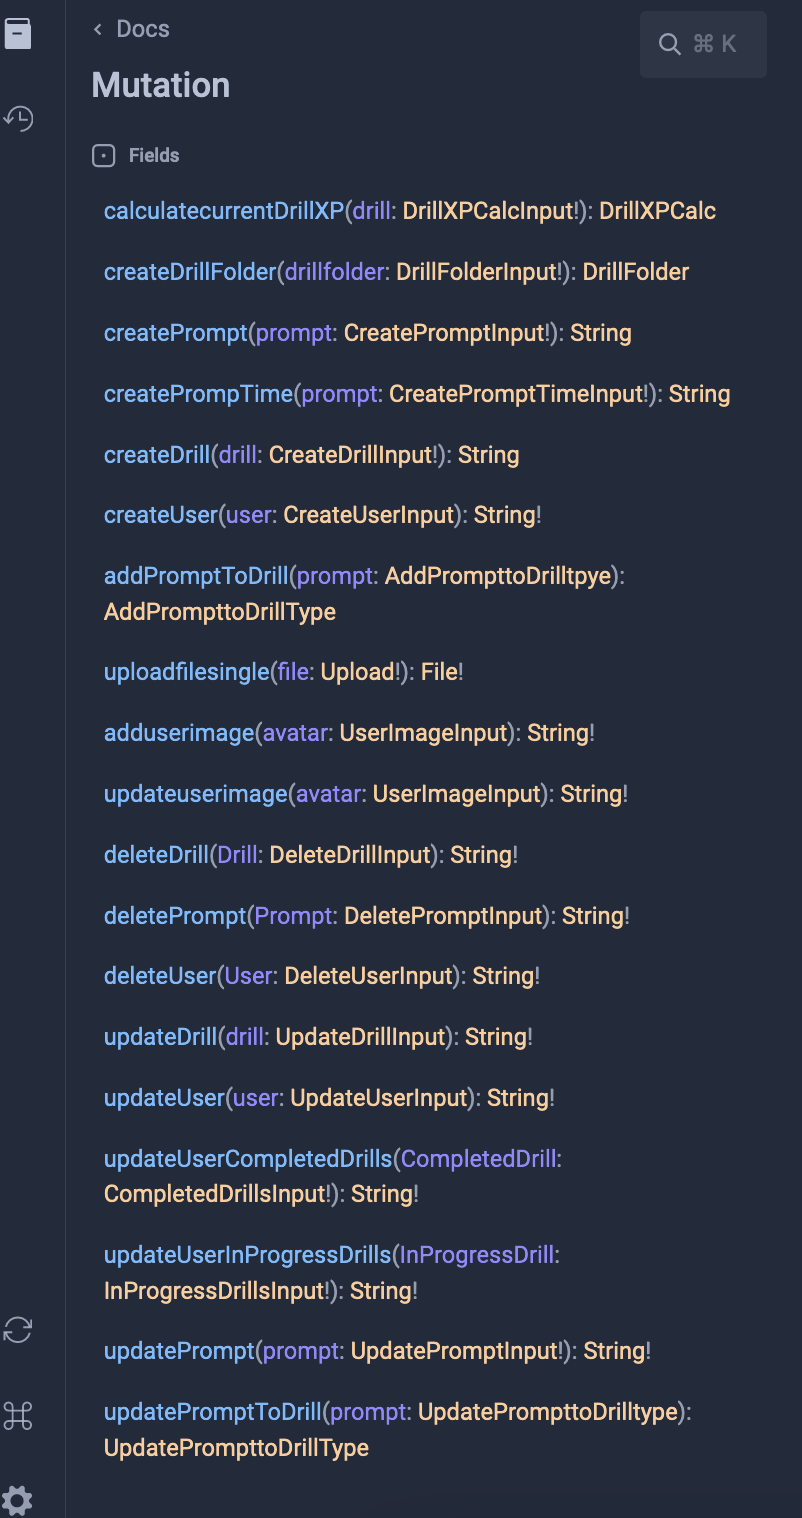 ‹ Docs
⌘ K
Mutation
Fields
calculatecurrentDrillXP(drill: DrillXPCalcInput!): DrillXPCalc
createDrillFolder(drillfolder: DrillFolderInput!): DrillFolder
createPrompt(prompt: CreatePromptInput!): String
createPrompTime(prompt: CreatePromptTimeInput!): String
createDrill(drill: CreateDrillInput!): String
createUser(user: CreateUserInput): String!
addPromptToDrill(prompt: AddPrompttoDrilltpye):
AddPrompttoDrillType
uploadfilesingle(file: Upload!): File!
adduserimage(avatar: UserImageInput): String!
updateuserimage(avatar: UserImageInput): String!
deleteDrill(Drill: DeleteDrillInput): String!
deletePrompt(Prompt: DeletePromptInput): String!
deleteUser(User: DeleteUserInput): String!
updateDrill(drill: UpdateDrillInput): String!
updateUser(user: UpdateUserInput): String!
updateUserCompletedDrills(CompletedDrill:
CompletedDrillsInput!): String!
updateUserInProgressDrills(InProgressDrill:
InProgressDrillsInput!): String!
updatePrompt(prompt: UpdatePromptInput!): String!
updatePromptToDrill(prompt: UpdatePrompttoDrilltype):
UpdatePrompttoDrillType